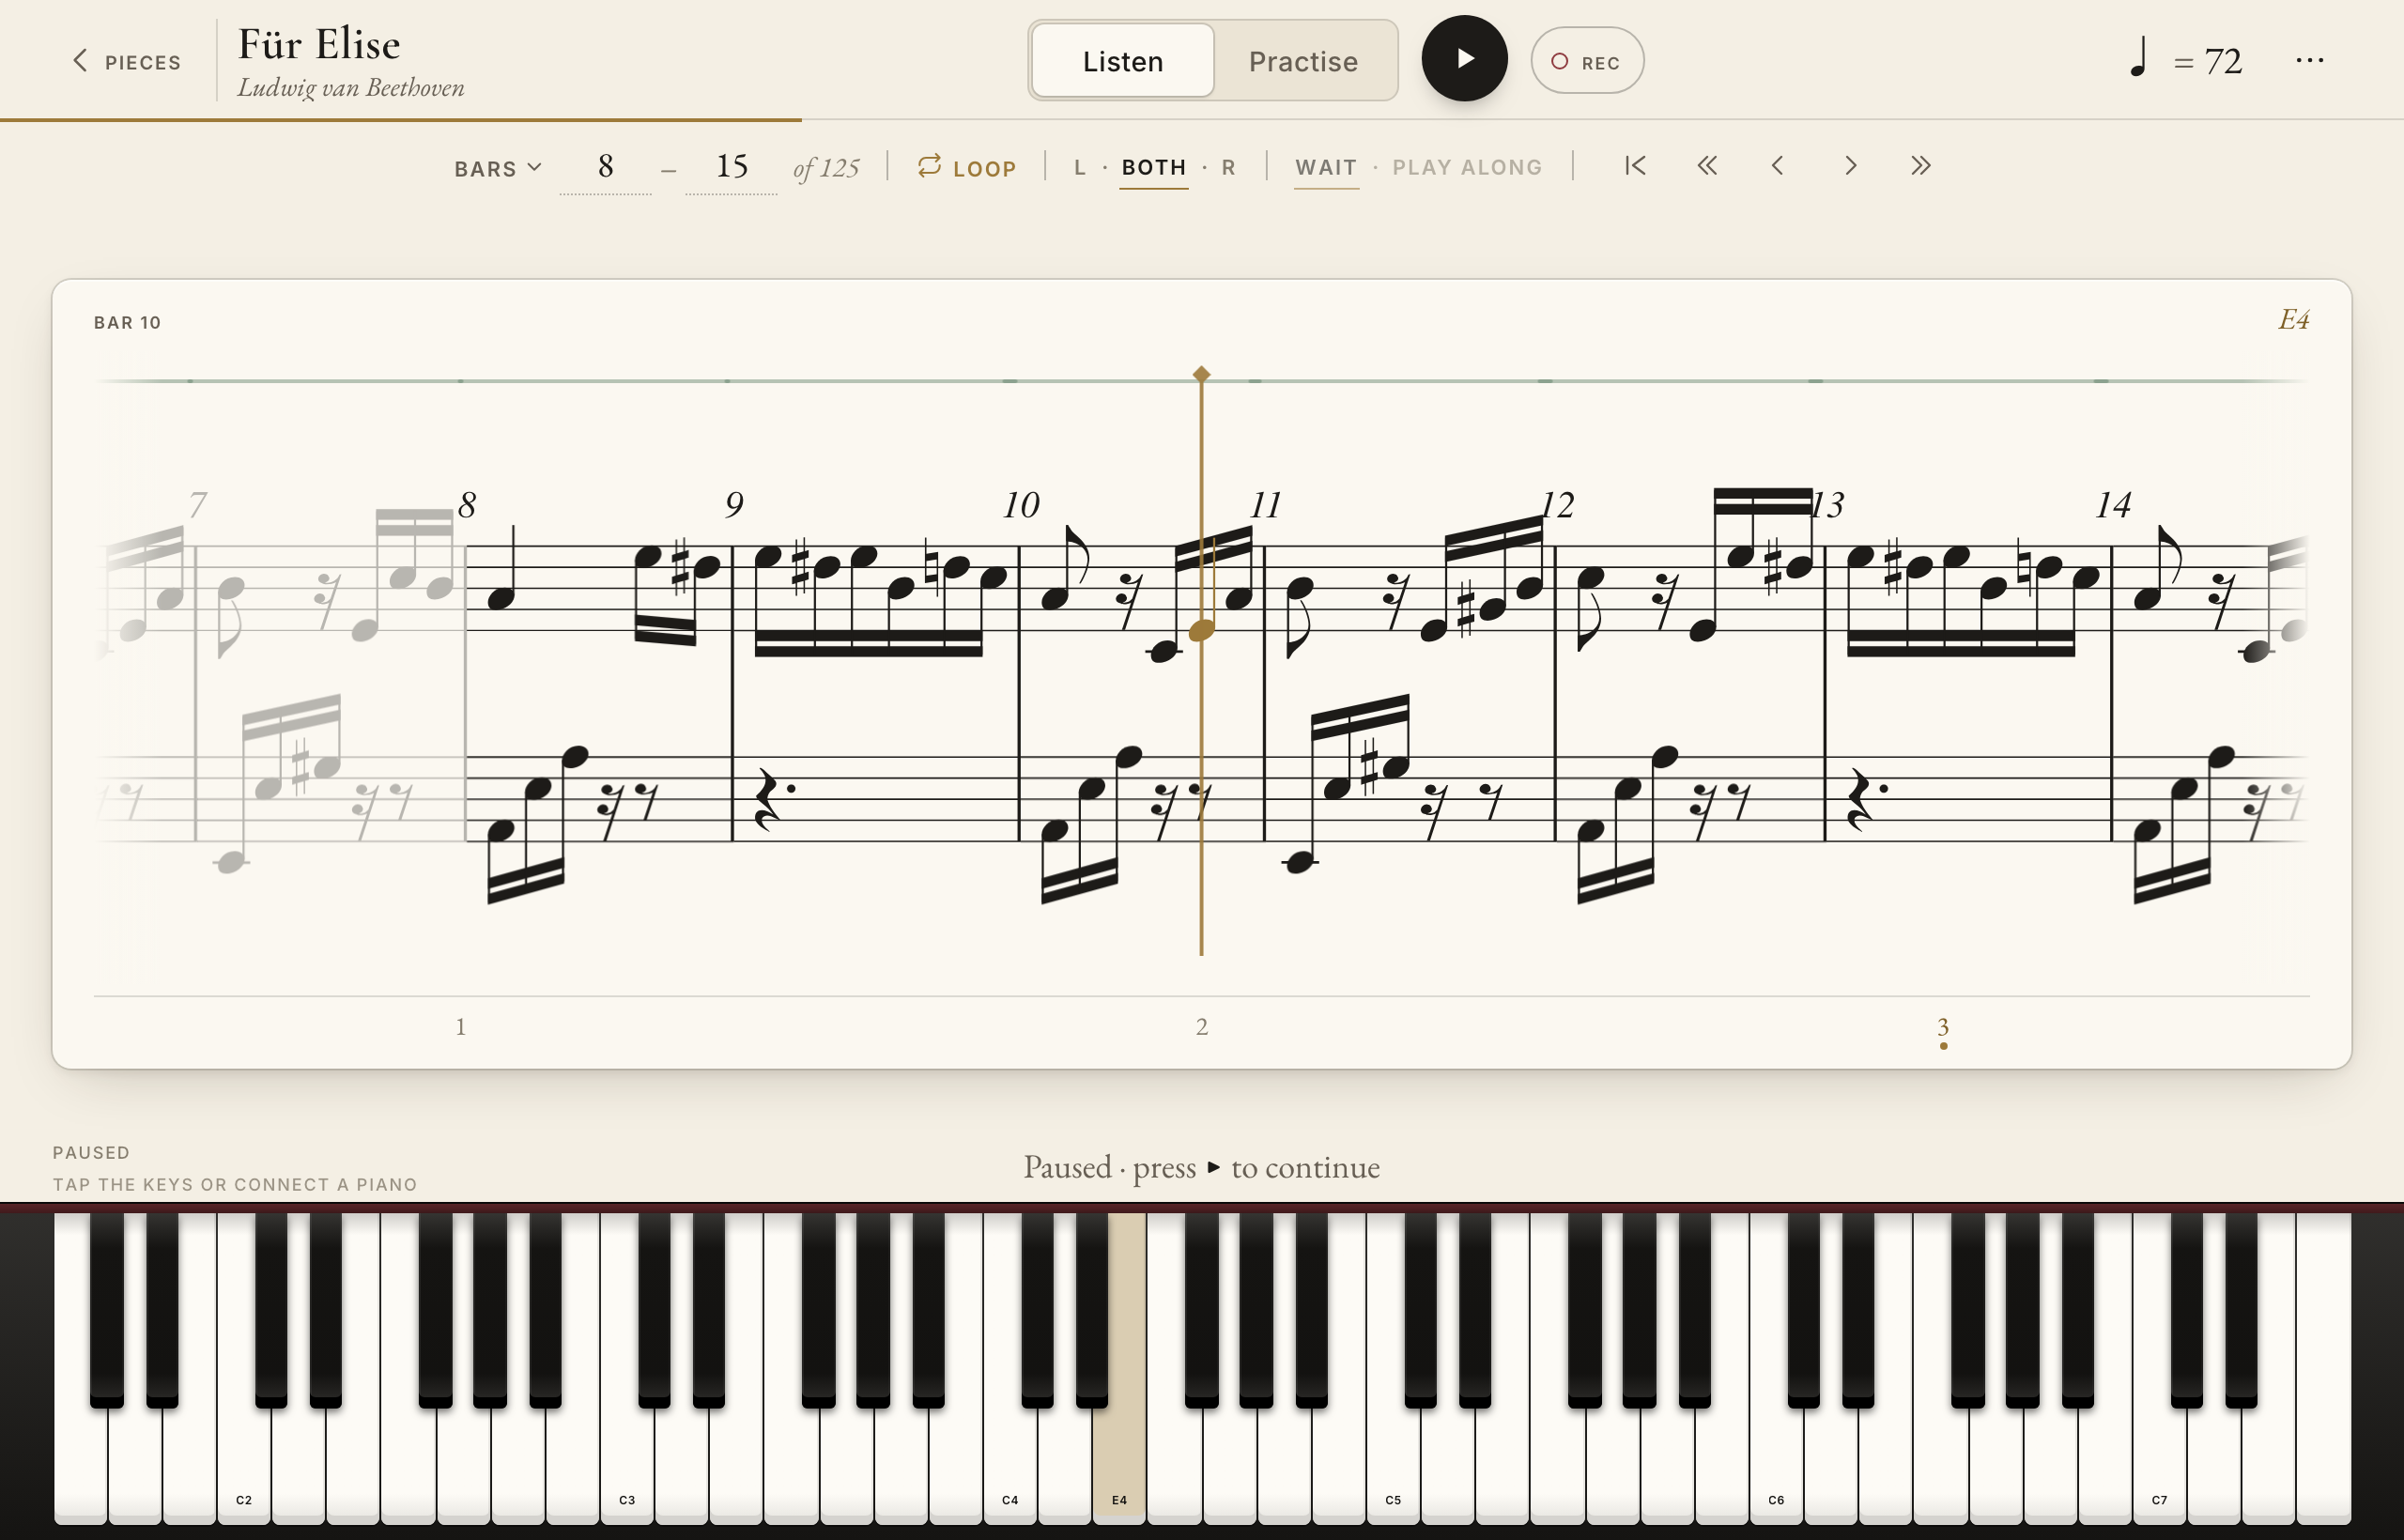 PIECES
Für Elise
Ludwig van Beethoven
Listen Practise
REC
= 72
...
BARS 8 – 15 of 125
LOOP
L · BOTH · R
WAIT · PLAY ALONG
BAR 10
E4
7 8 9 10 11 12 13 14
1 2 3
PAUSED
TAP THE KEYS OR CONNECT A PIANO
Paused · press ▸ to continue
C2 C3 C4 E4 C5 C6 C7